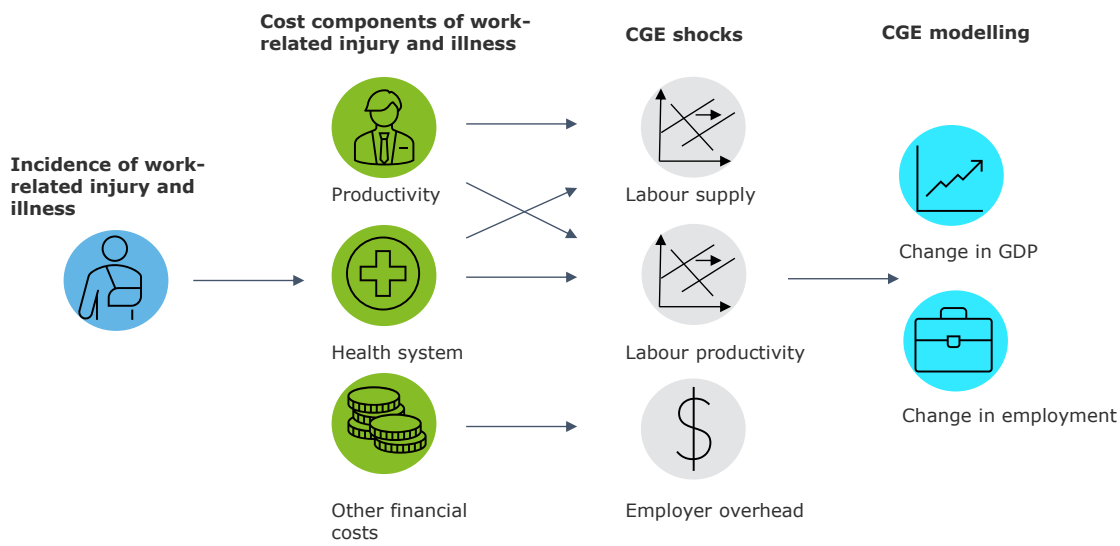 Incidence of work-
related injury and
illness
Cost components of work-
related injury and illness
Productivity
Health system
Other financial
costs
CGE shocks
Labour supply
Labour productivity
Employer overhead
CGE modelling
Change in GDP
Change in employment